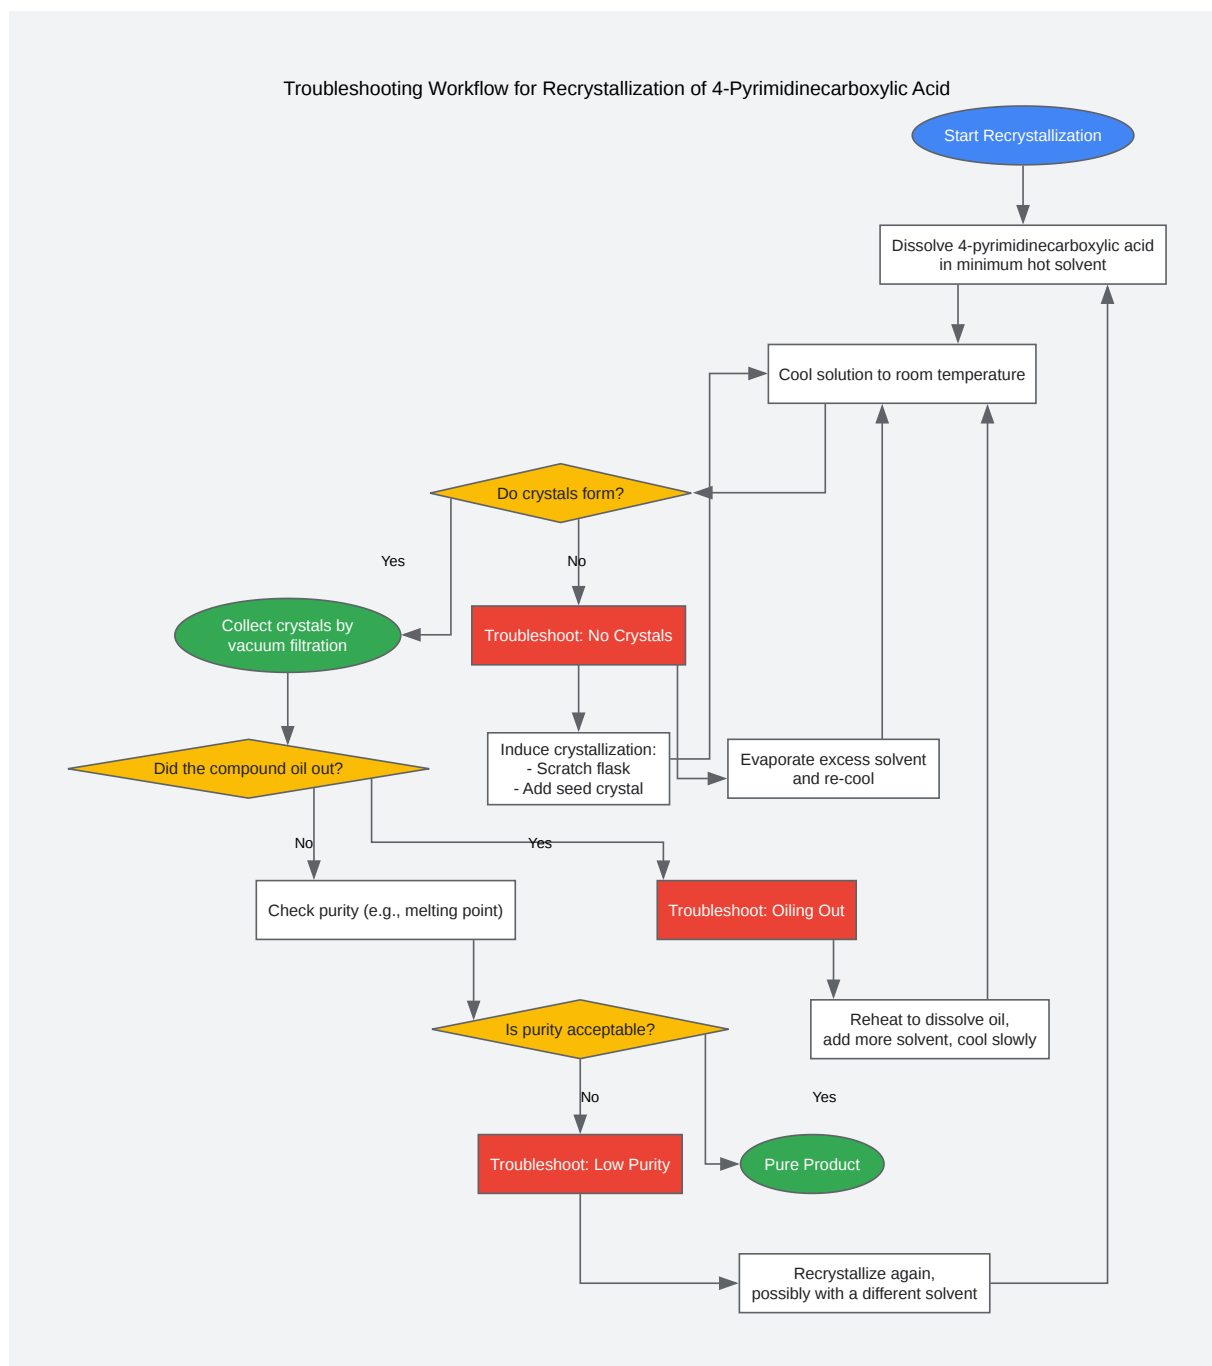 Troubleshooting Workflow for Recrystallization of 4-Pyrimidinecarboxylic Acid
Start Recrystallization
Dissolve 4-pyrimidinecarboxylic acid
in minimum hot solvent
Cool solution to room temperature
Do crystals form?
Yes
No
Collect crystals by
vacuum filtration
Troubleshoot: No Crystals
Induce crystallization:
- Scratch flask
- Add seed crystal
Evaporate excess solvent
and re-cool
Did the compound oil out?
No
Yes
Check purity (e.g., melting point)
Troubleshoot: Oiling Out
Reheat to dissolve oil,
add more solvent, cool slowly
Is purity acceptable?
No
Yes
Troubleshoot: Low Purity
Pure Product
Recrystallize again,
possibly with a different solvent